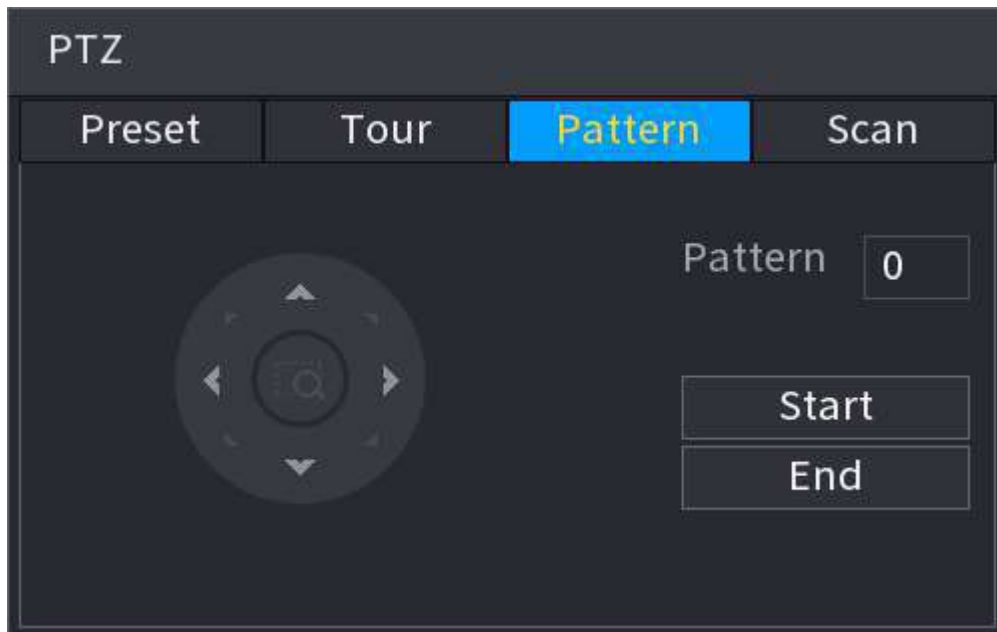 PTZ
Preset Tour Pattern Scan
Pattern 0
Start
End